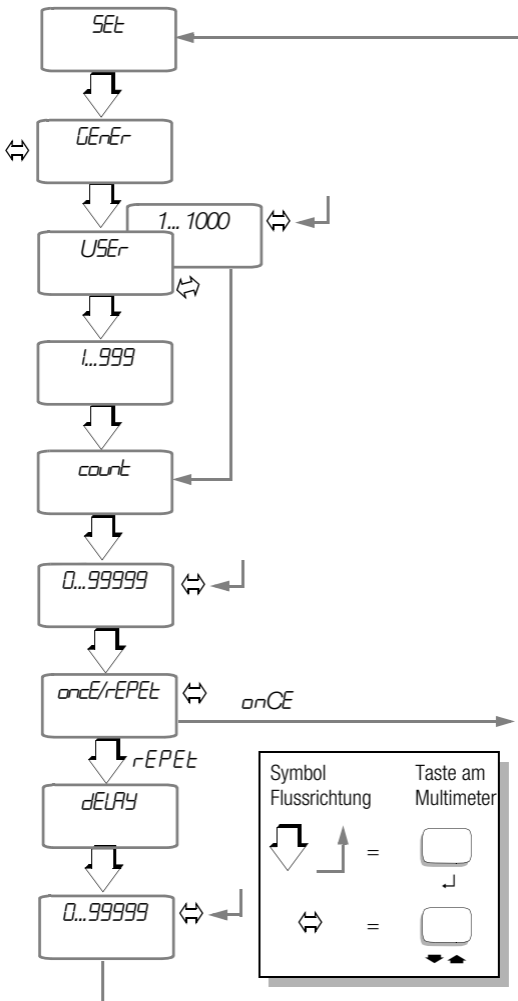 SEt
GEnEr
1... 1000
USEr
1...999
count
0...99999
oncE/rEPEt
onCE
rEPEt
dELAY
0...99999
Symbol Flussrichtung
Taste am Multimeter
=
=